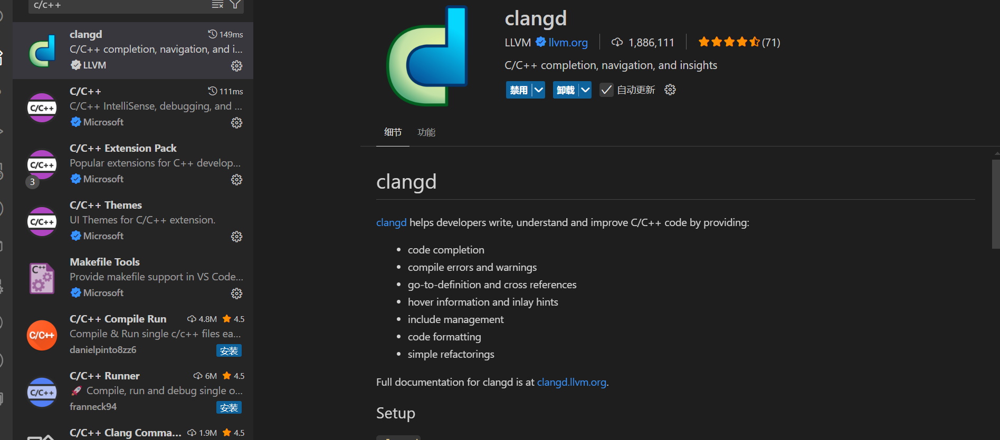 c/c++
clangd 149ms
C/C++ completion, navigation, and i...
LLVM
C/C++ 111ms
C/C++ IntelliSense, debugging, and ...
Microsoft
C/C++ Extension Pack
Popular extensions for C++ develop...
Microsoft
3
C/C++ Themes
UI Themes for C/C++ extension.
Microsoft
Makefile Tools
Provide makefile support in VS Code...
Microsoft
C/C++ Compile Run 4.8M 4.5
Compile & Run single c/c++ files ea...
danielpinto8zz6 安装
C/C++ Runner 6M 4.5
🚀 Compile, run and debug single o...
franneck94 安装
C/C++ Clang Comma... 1.9M 4.5
C/C++
C/C++
C/C++
C++
C/C++
C/C++
clangd
LLVM llvm.org 1,886,111 (71)
C/C++ completion, navigation, and insights
禁用 卸载 自动更新
细节 功能
clangd
clangd helps developers write, understand and improve C/C++ code by providing:
• code completion
• compile errors and warnings
• go-to-definition and cross references
• hover information and inlay hints
• include management
• code formatting
• simple refactorings
Full documentation for clangd is at clangd.llvm.org.
Setup